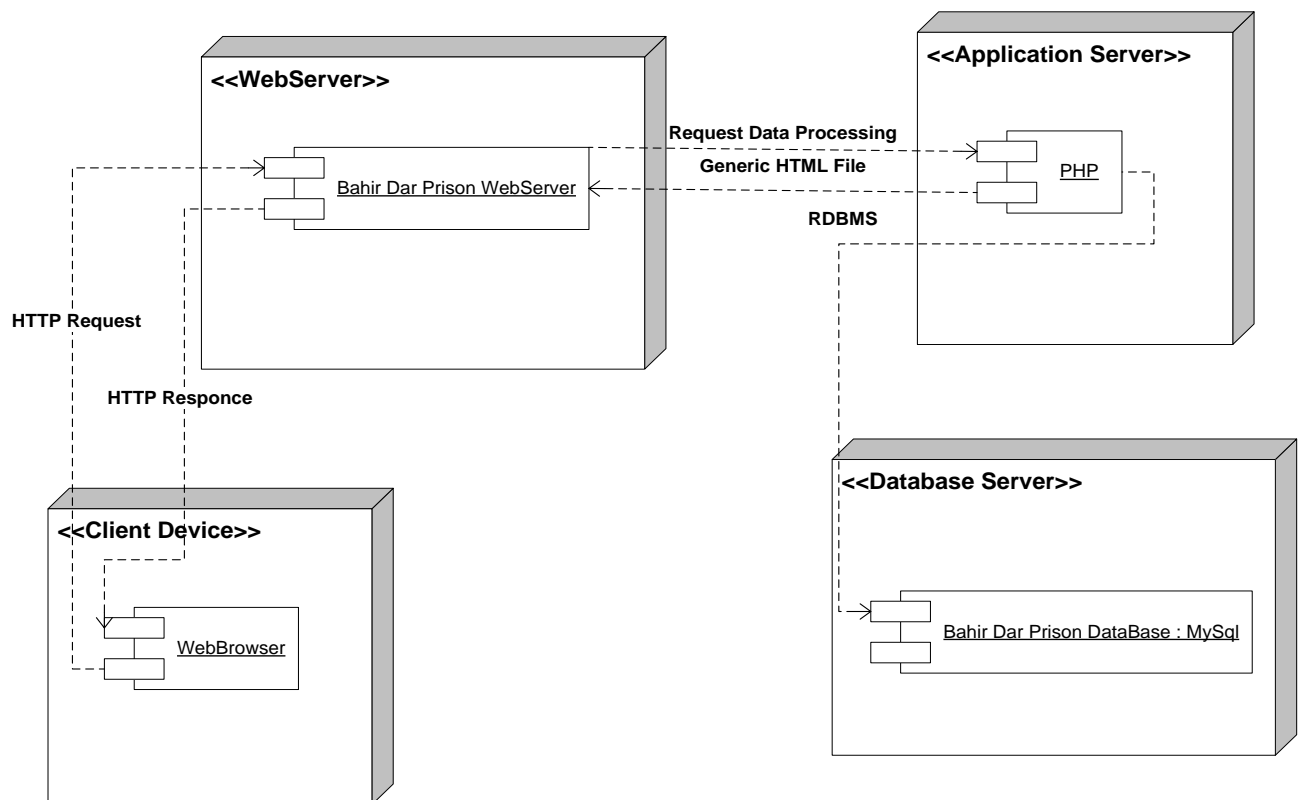 <<WebServer>>
<<Application Server>>
Request Data Processing
Generic HTML File
Bahir Dar Prison WebServer
PHP
RDBMS
HTTP Request
HTTP Responce
<<Client Device>>
<<Database Server>>
WebBrowser
Bahir Dar Prison DataBase : MySql